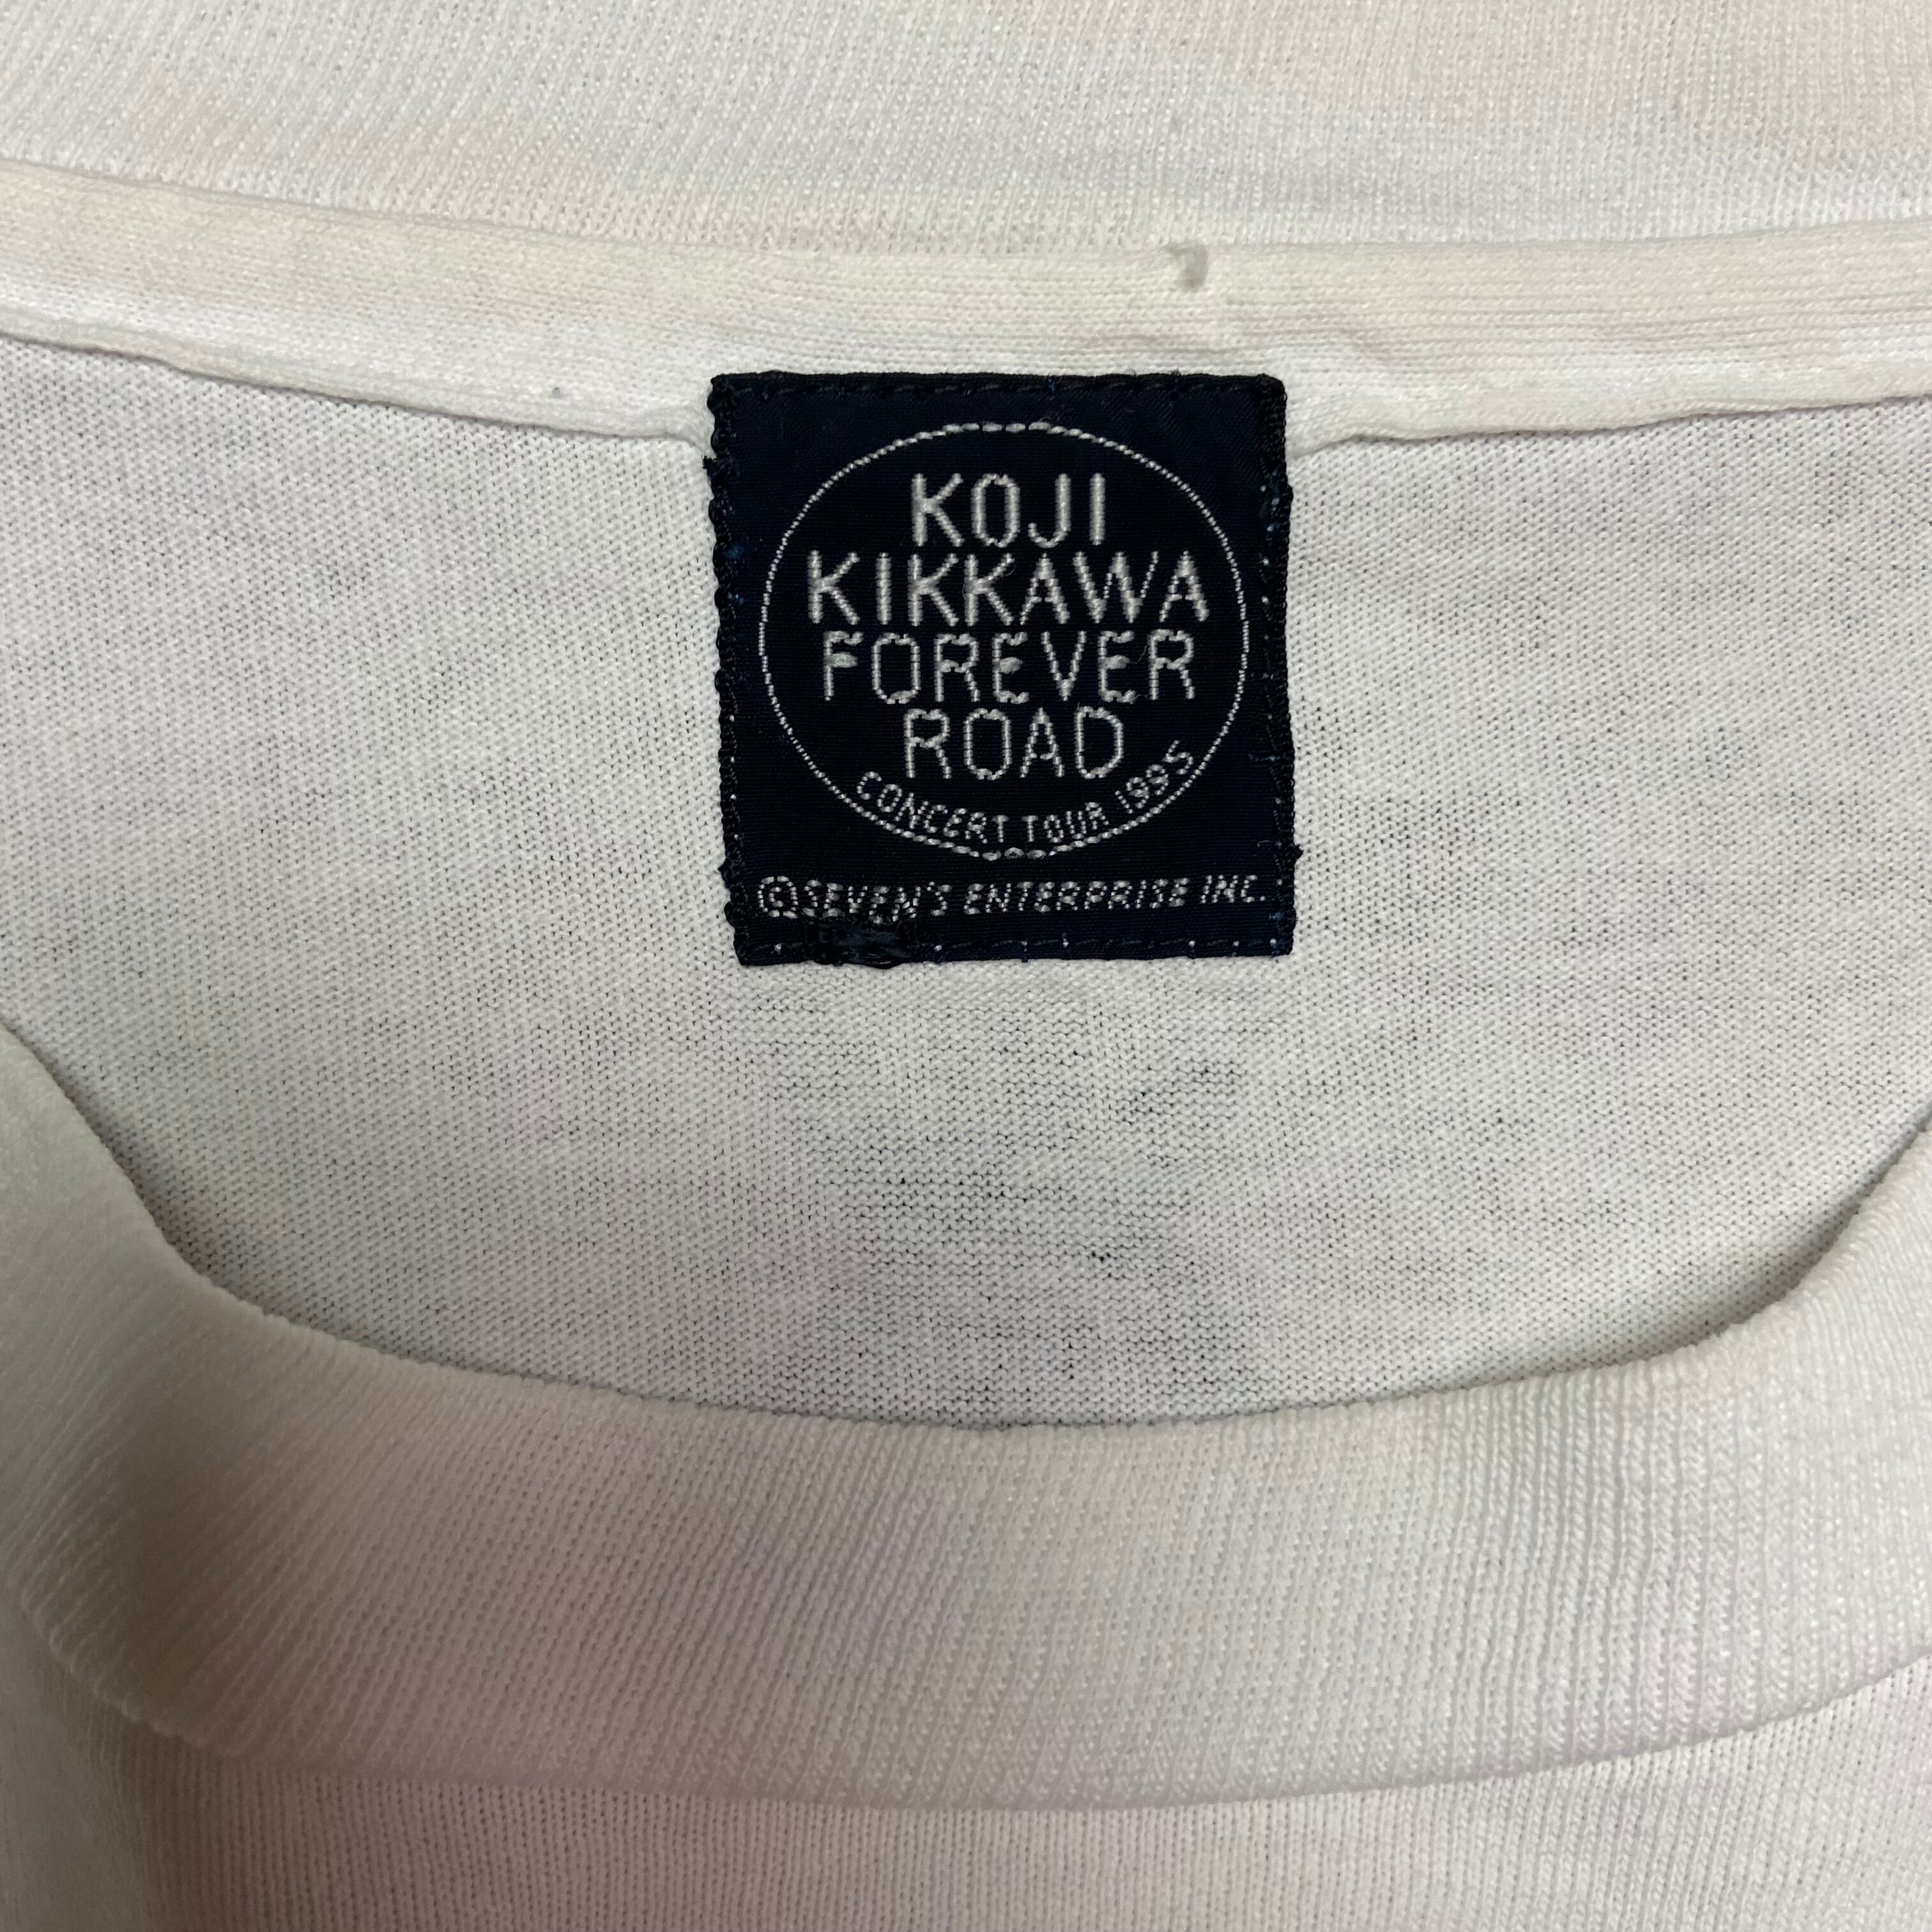 KOJI
KIKKAWA
FOREVER
ROAD
CONCERT TOUR 1995
©SEVEN'S ENTERPRISE INC.